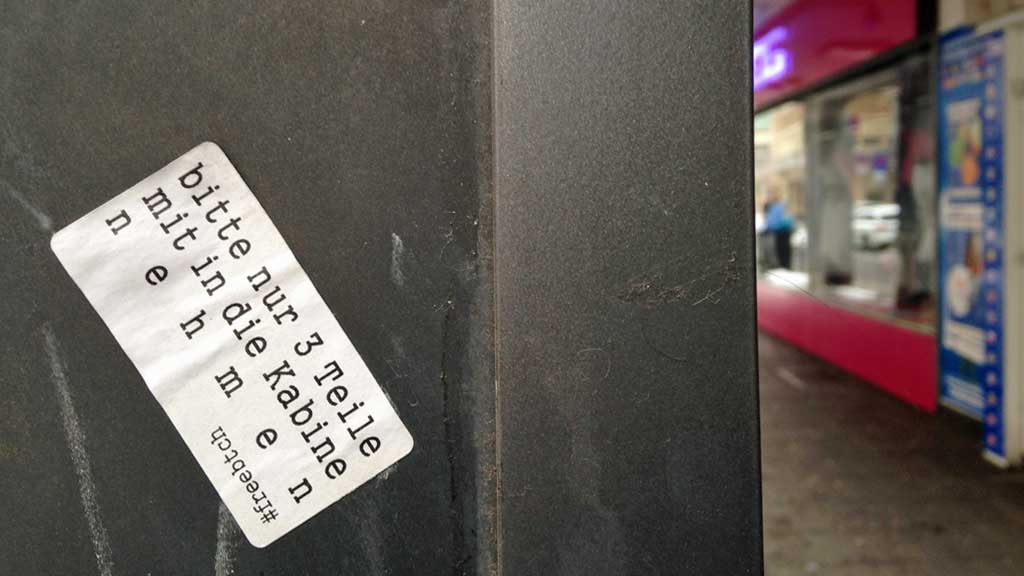 bitte nur 3 Teile
mit in die Kabine
n e h m e n
#freebtch